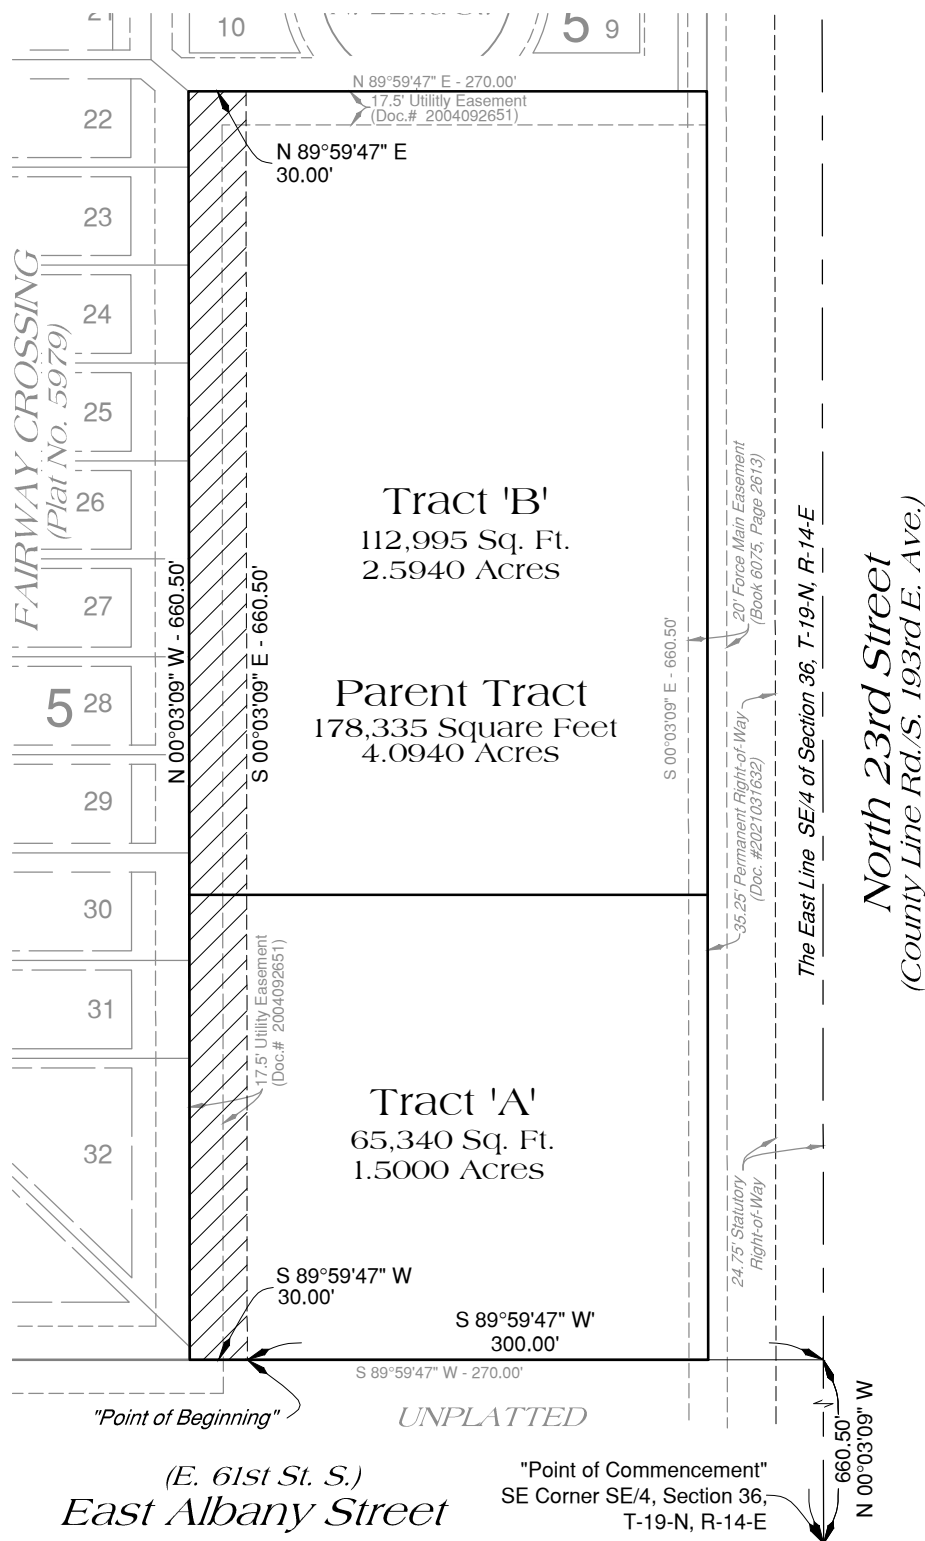 21
10
5
9
N 89°59'47" E - 270.00'
17.5' Utilitly Easement
(Doc.# 2004092651)
22
N 89°59'47" E
30.00'
23
24
25
26
27
5
28
29
30
31
32
FAIRWAY CROSSING
(Plat No. 5979)
Tract 'B'
112,995 Sq. Ft.
2.5940 Acres
N 00°03'09" W - 660.50'
S 00°03'09" E - 660.50'
Parent Tract
178,335 Square Feet
4.0940 Acres
S 00°03'09" E - 660.50'
20' Force Main Easement
(Book 6075, Page 2613)
35.25' Permanent Right-of-Way
(Doc. #2021031632)
The East Line SE/4 of Section 36, T-19-N, R-14-E
North 23rd Street
(County Line Rd./S. 193rd E. Ave.)
17.5' Utility Easement
(Doc.# 2004092651)
Tract 'A'
65,340 Sq. Ft.
1.5000 Acres
24.75' Statutory
Right-of-Way
S 89°59'47" W
30.00'
S 89°59'47" W'
300.00'
S 89°59'47" W - 270.00'
"Point of Beginning"
UNPLATTED
660.50'
N 00°03'09" W
(E. 61st St. S.)
East Albany Street
"Point of Commencement"
SE Corner SE/4, Section 36,
T-19-N, R-14-E